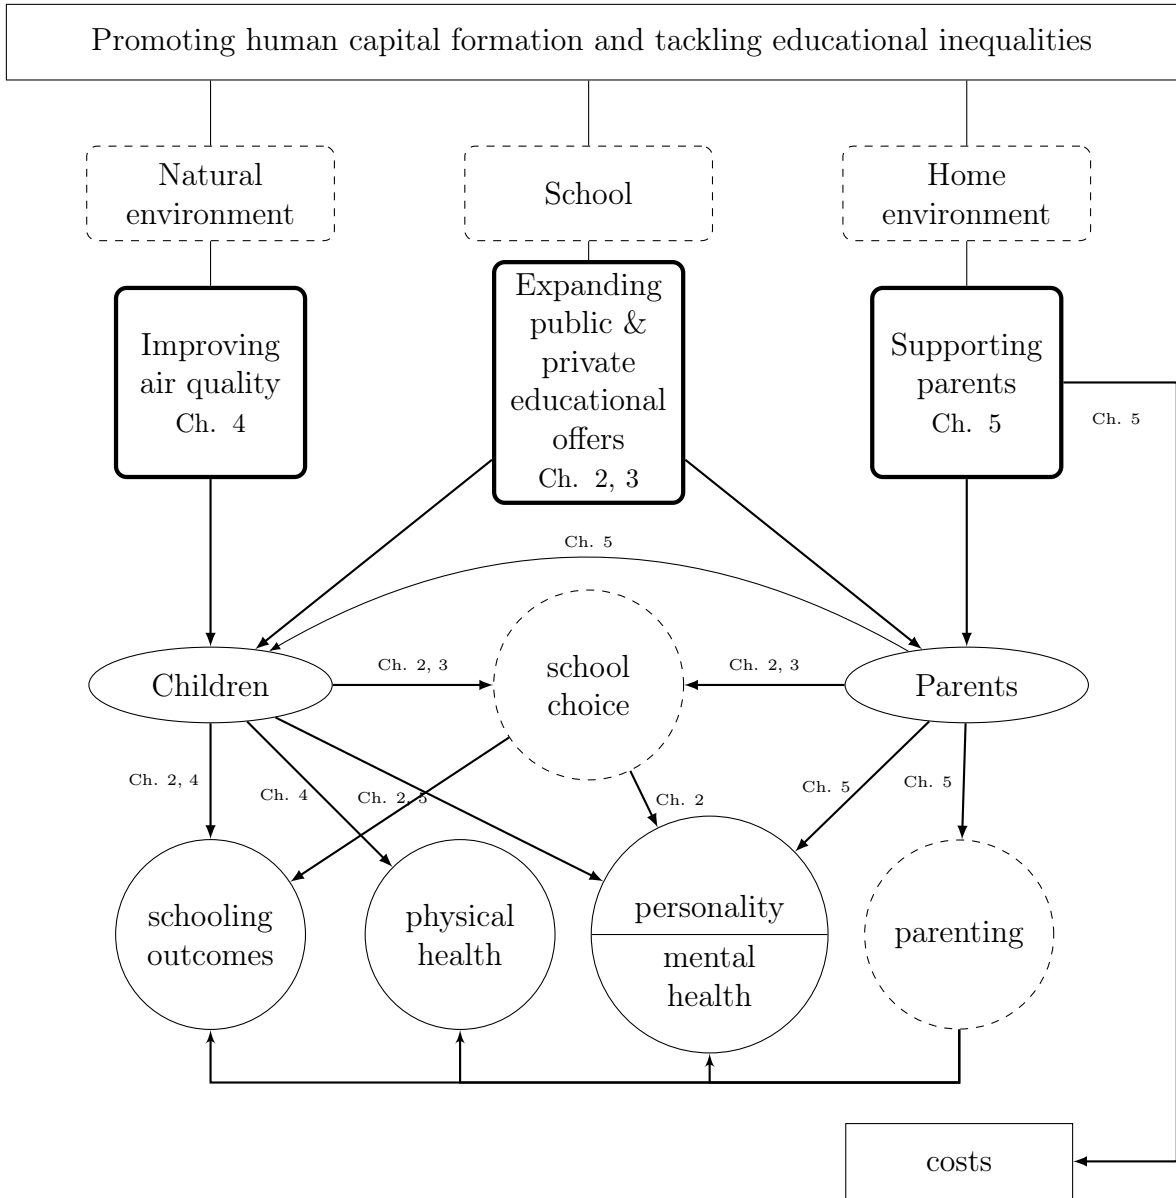 Promoting human capital formation and tackling educational inequalities
Natural
environment
School
Home
environment
Improving
air quality
Ch. 4
Expanding
public &
private
educational
offers
Ch. 2, 3
Supporting
parents
Ch. 5
Ch. 5
Ch. 5
Children
Ch. 2, 3
school
choice
Ch. 2, 3
Parents
Ch. 2, 4
Ch. 4
Ch. 2, 5
Ch. 2
Ch. 5
Ch. 5
schooling
outcomes
physical
health
personality
mental
health
parenting
costs